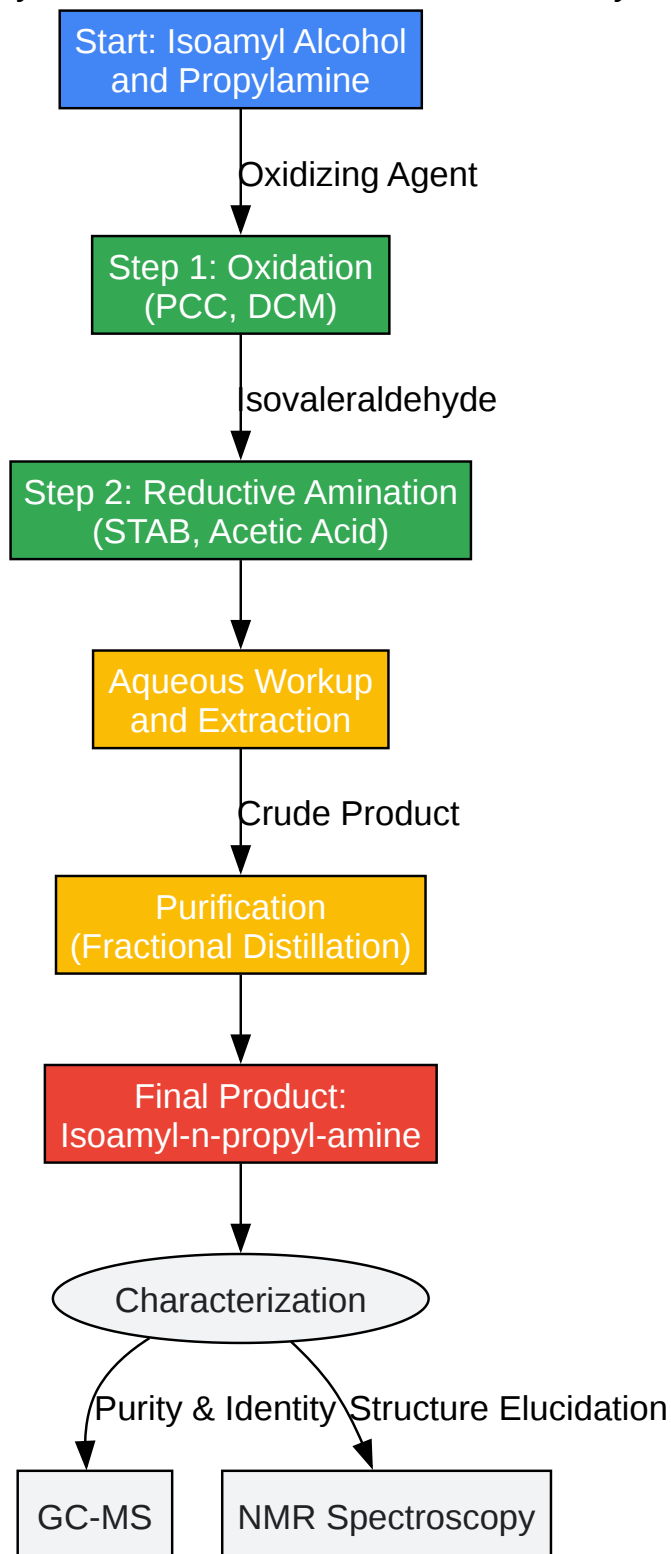 Start: Isoamyl Alcohol
and Propylamine
Oxidizing Agent
Step 1: Oxidation
(PCC, DCM)
Isovaleraldehyde
Step 2: Reductive Amination
(STAB, Acetic Acid)
Aqueous Workup
and Extraction
Crude Product
Purification
(Fractional Distillation)
Final Product:
Isoamyl-n-propyl-amine
Characterization
Purity & Identity
Structure Elucidation
GC-MS
NMR Spectroscopy